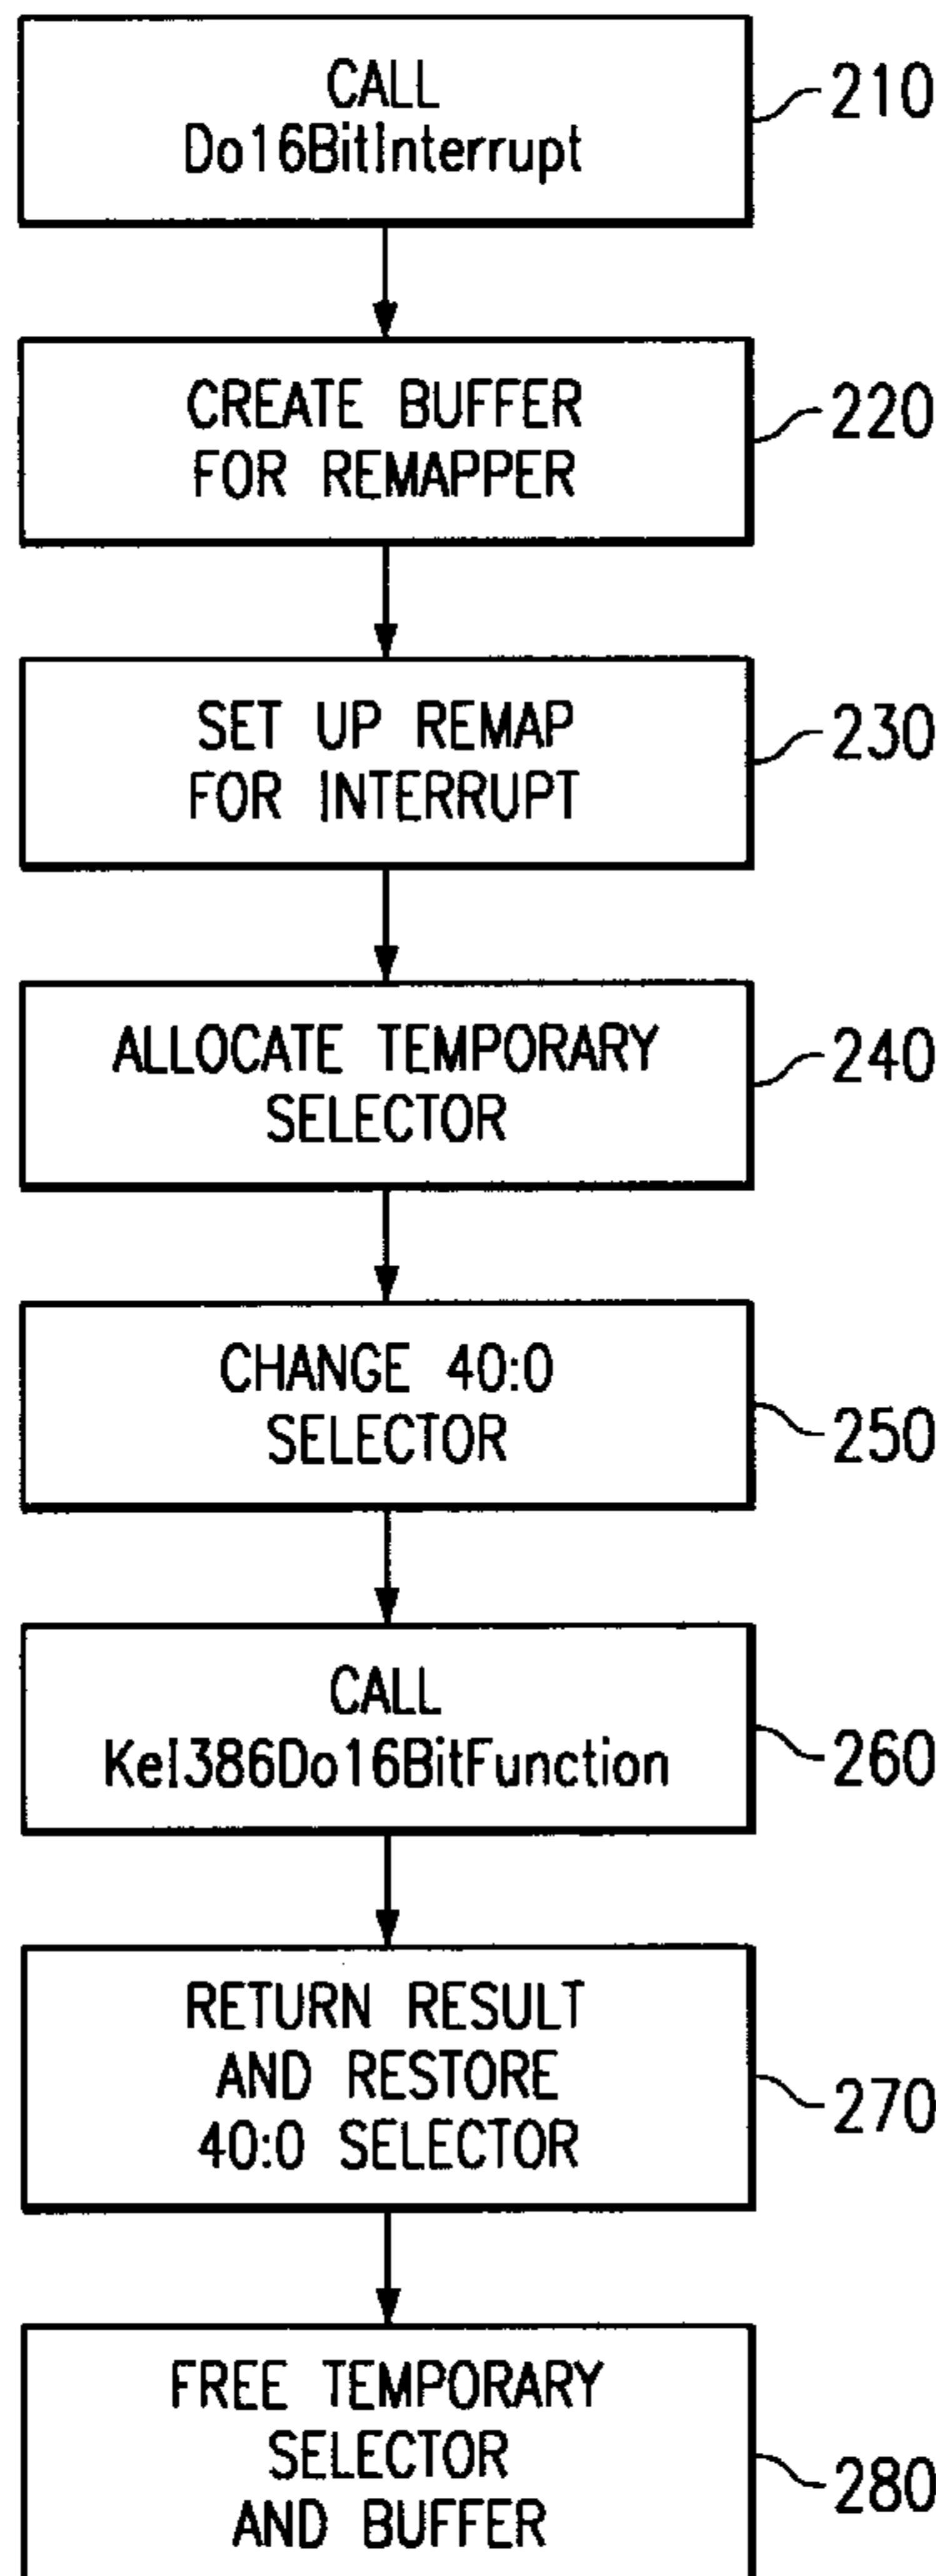 CALL
Do16BitInterrupt
210
CREATE BUFFER
FOR REMAPPER
220
SET UP REMAP
FOR INTERRUPT
230
ALLOCATE TEMPORARY
SELECTOR
240
CHANGE 40:0
SELECTOR
250
CALL
KeI386Do16BitFunction
260
RETURN RESULT
AND RESTORE
40:0 SELECTOR
270
FREE TEMPORARY
SELECTOR
AND BUFFER
280